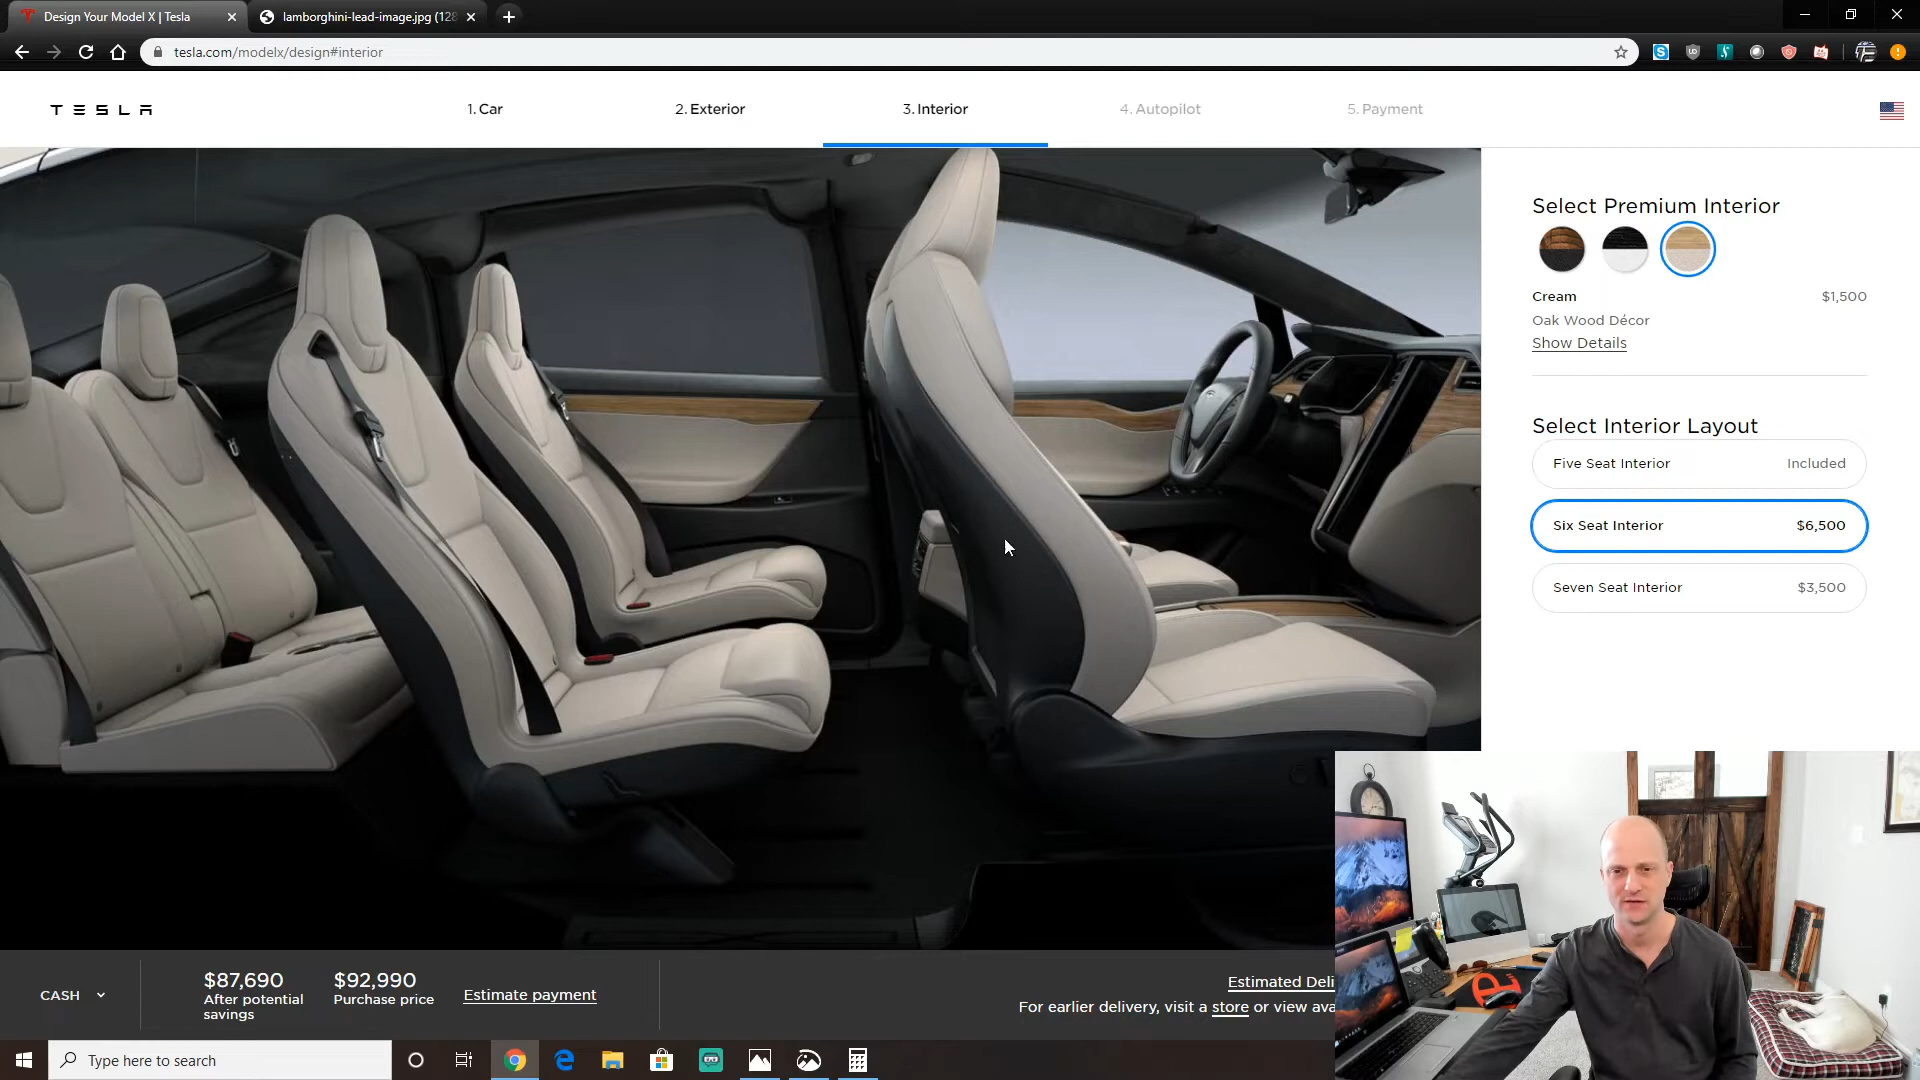 Design Your Model X | Tesla
lamborghini-lead-image.jpg (128
tesla.com/modelx/design#interior
TESLA
1. Car
2. Exterior
3. Interior
4. Autopilot
5. Payment
Select Premium Interior
Cream $1,500
Oak Wood Décor
Show Details
Select Interior Layout
Five Seat Interior Included
Six Seat Interior $6,500
Seven Seat Interior $3,500
CASH
$87,690
After potential
savings
$92,990
Purchase price
Estimate payment
Estimated Deli
For earlier delivery, visit a store or view ava
Type here to search